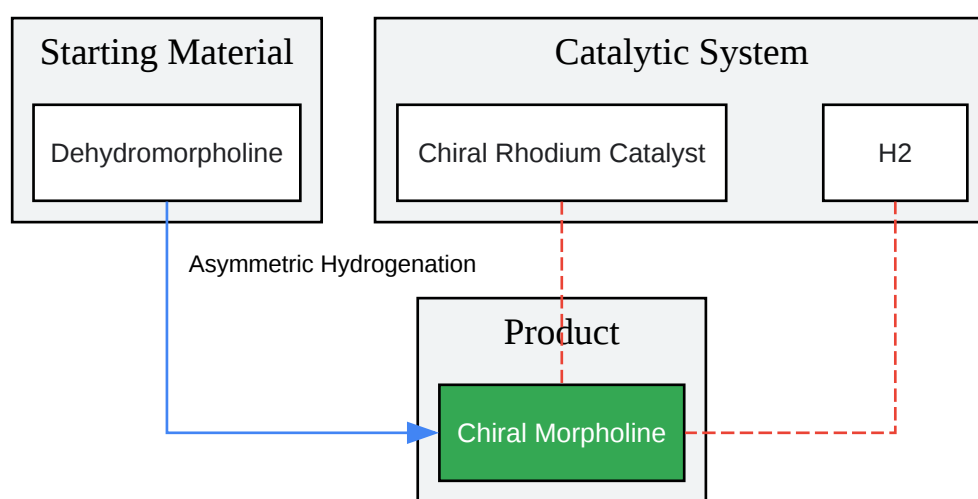 Starting Material
Catalytic System
Dehydromorpholine
Chiral Rhodium Catalyst
H2
Asymmetric Hydrogenation
Product
Chiral Morpholine